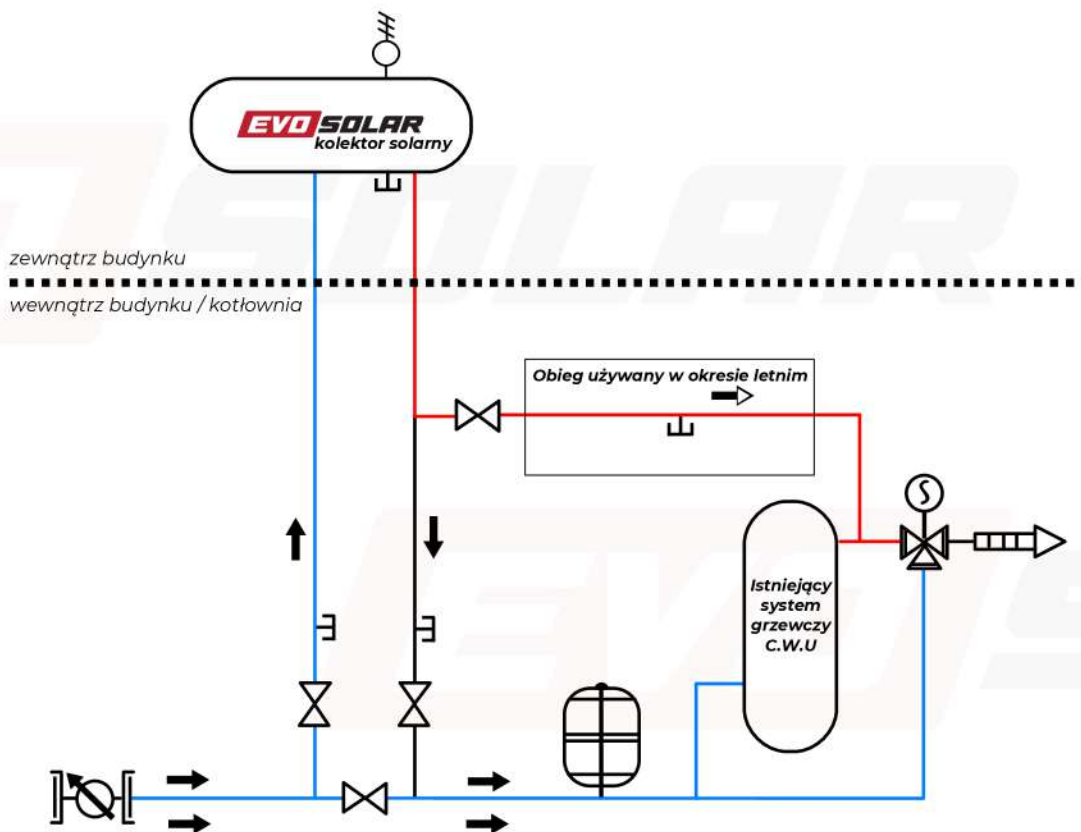 EVO SOLAR
kolektor solarny
zewnątrz budynku
wewnątrz budynku / kotłownia
Obieg używany w okresie letnim
Istniejący
system
grzewczy
C.W.U